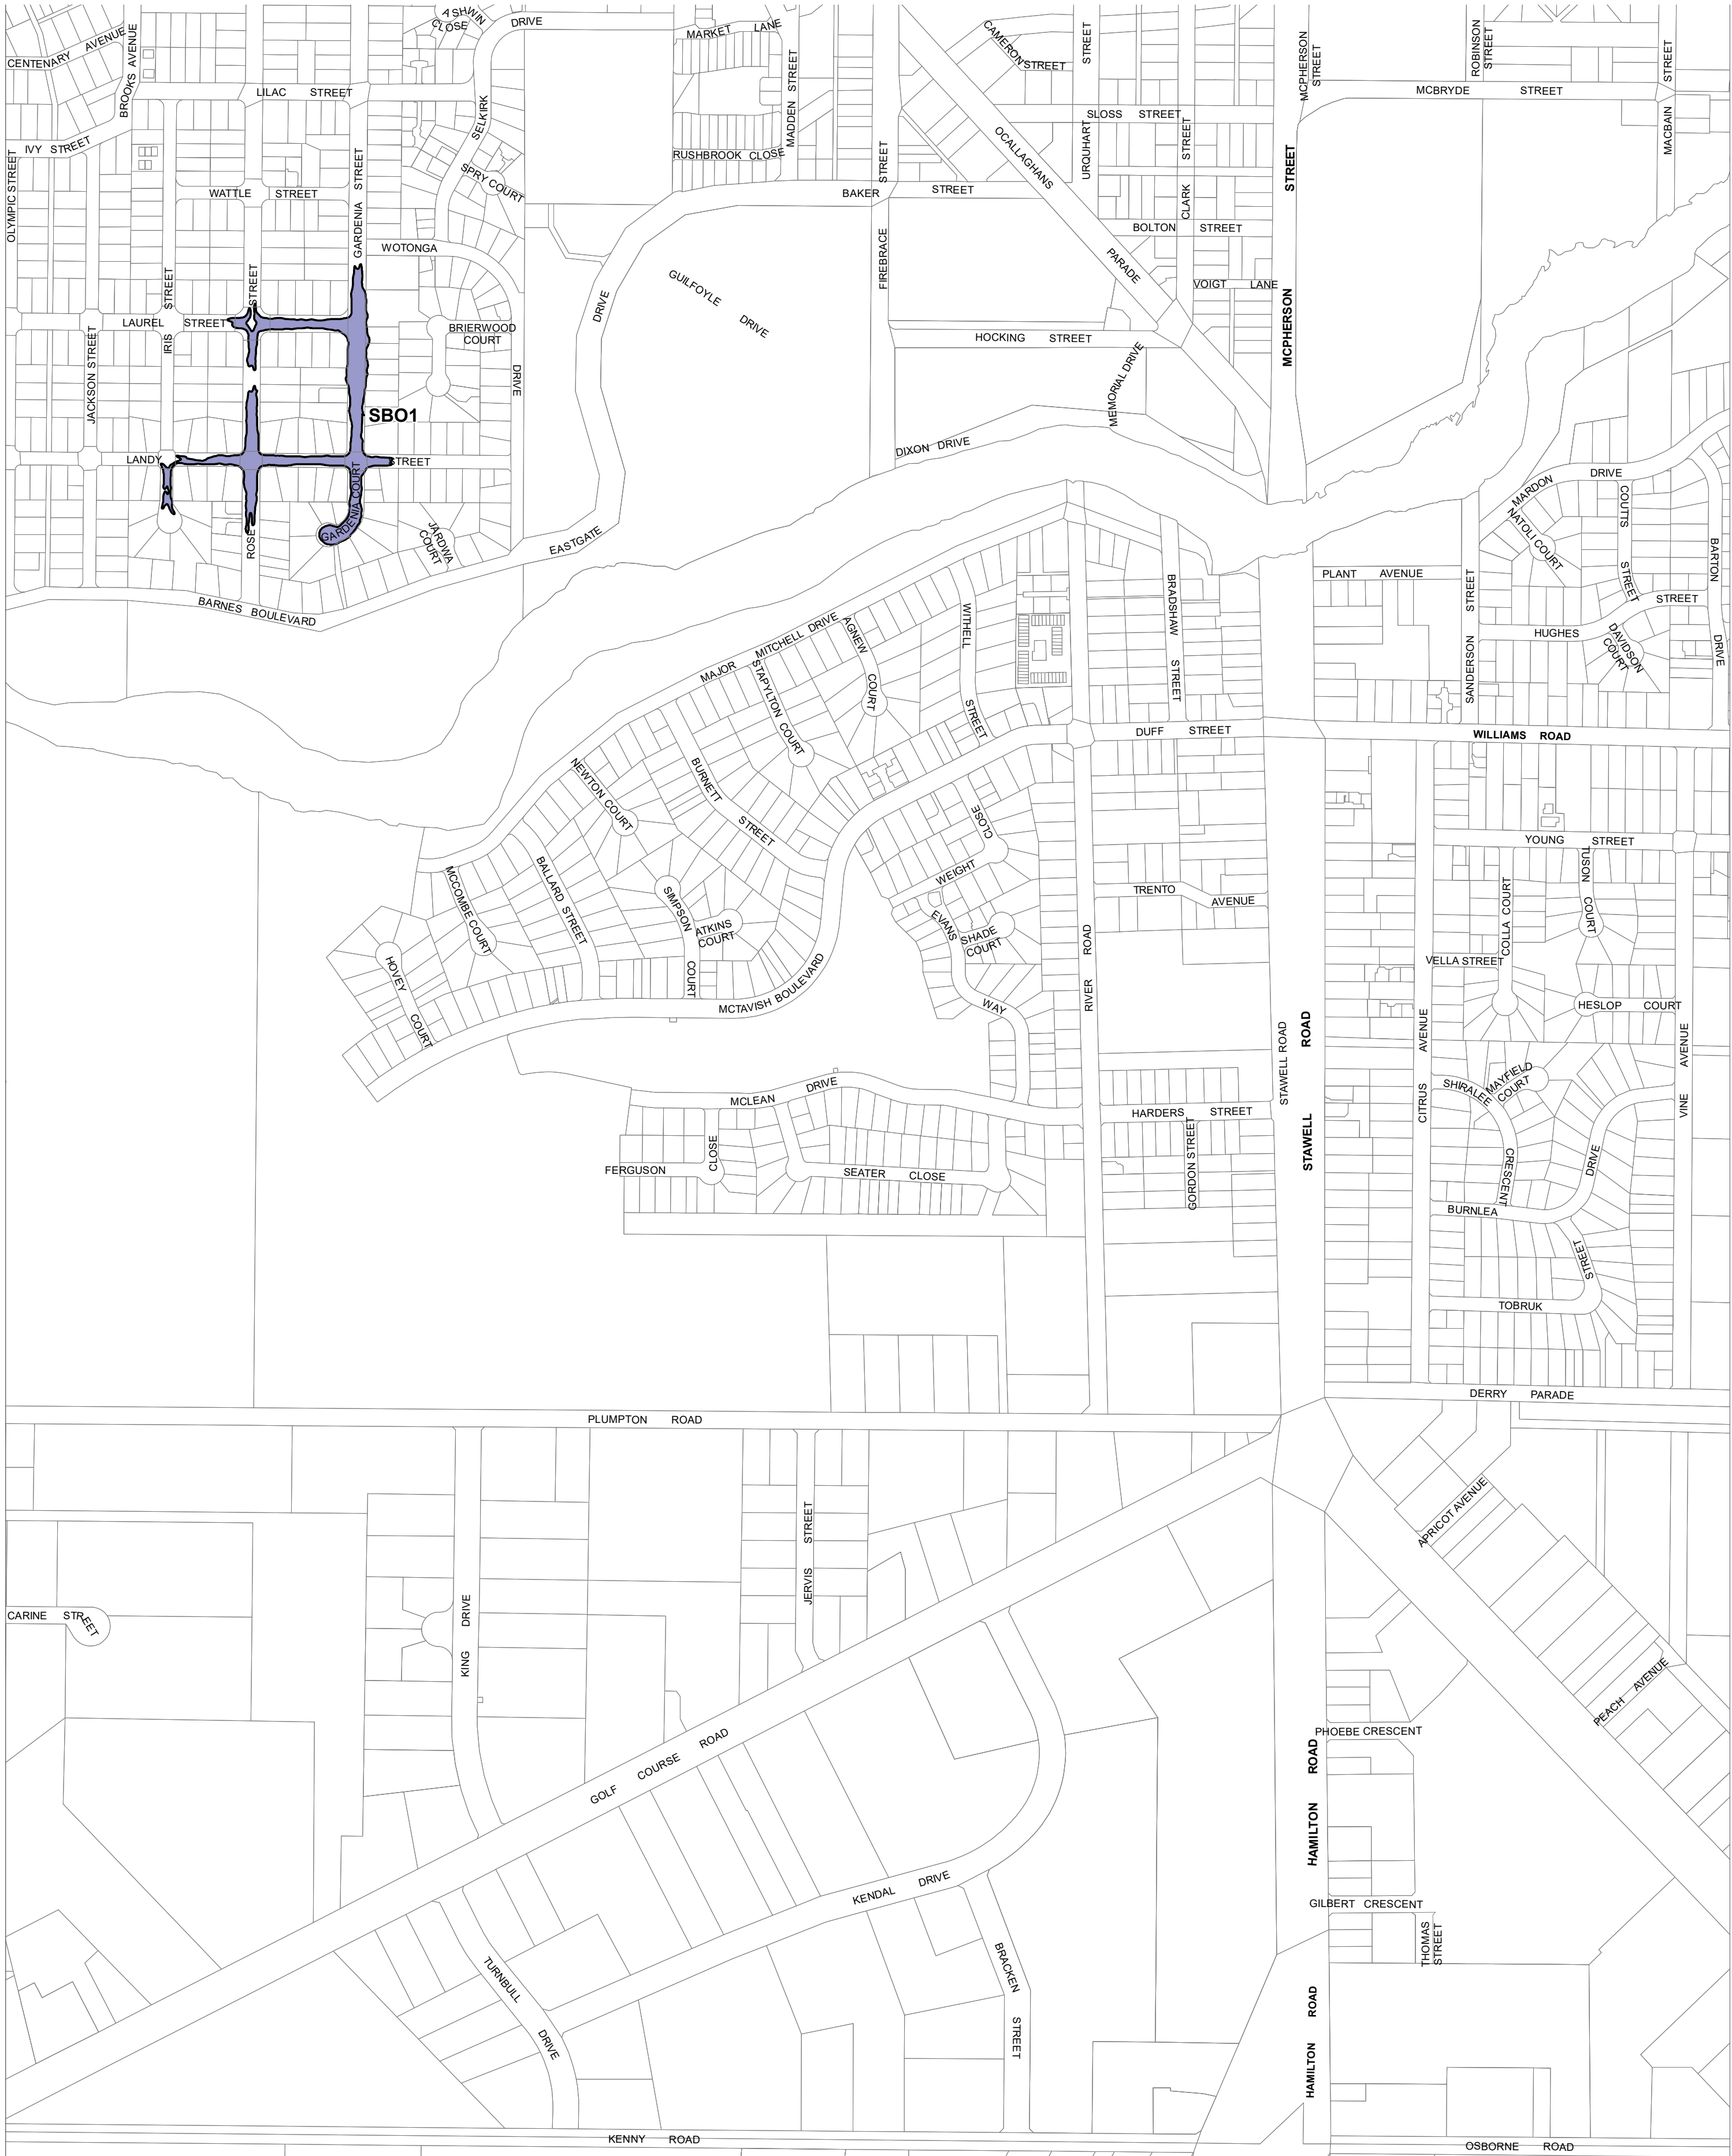 ASHWIN
CLOSE
DRIVE
MARKET LANE
CAMERON STREET
STREET
MCPHERSON
STREET
ROBINSON
STREET
STREET
CENTENARY AVENUE
BROOKS AVENUE
LILAC STREET
SELKIRK
MADDEN STREET
MCBRYDE STREET
SLOSS STREET
URQUHART
STREET
OCALLAGHANS
MACBAIN
IVY STREET
OLYMPIC STREET
RUSHBROOK CLOSE
STREET
SPRY COURT
STREET
WATTLE STREET
GARDENIA STREET
BAKER STREET
CLARK
BOLTON STREET
WOTONGA
FIREBRACE
PARADE
GUILFOYLE
DRIVE
VOIGT LANE
STREET
STREET
DRIVE
MCPHERSON
LAUREL STREET
IRIS
BRIERWOOD
COURT
HOCKING STREET
JACKSON STREET
DRIVE
MEMORIAL DRIVE
SBO1
DIXON DRIVE
LANDY STREET
GARDENIA COURT
GARDENIA COURT
ROSE
JARDWA
COURT
EASTGATE
BARNES BOULEVARD
MARDON DRIVE
NATOLI COURT
COUTTS
STREET
BARTON
DRIVE
PLANT AVENUE
SANDERSON STREET
STREET
HUGHES
DAVIDSON
COURT
WITHELL
STREET
BRADSHAW
STREET
MAJOR MITCHELL DRIVE
AGNEW
COURT
STAPYLTON COURT
DUFF STREET
WILLIAMS ROAD
NEWTON COURT
BURNETT
STREET
CLOSE
WEIGHT
YOUNG STREET
TUSON
COURT
MCCOMBE COURT
BALLARD STREET
SIMPSON
COURT
ATKINS
COURT
EVANS
WAY
SHADE
COURT
TRENTO AVENUE
COLLA COURT
VELLA STREET
HOVEY
COURT
MCTAVISH BOULEVARD
RIVER ROAD
STAWELL ROAD
STAWELL ROAD
CITRUS AVENUE
HESLOP COURT
VINE AVENUE
MCLEAN DRIVE
HARDERS STREET
GORDON STREET
SHIRALEE
CRESCENT
MAYFIELD
COURT
FERGUSON
CLOSE
SEATER CLOSE
BURNLEA
DRIVE
STREET
TOBRUK
DERRY PARADE
PLUMPTON ROAD
APRICOT AVENUE
JERVIS STREET
CARINE STREET
KING DRIVE
PEACH AVENUE
PHOEBE CRESCENT
GOLF COURSE ROAD
HAMILTON ROAD
KENDAL DRIVE
GILBERT CRESCENT
THOMAS
STREET
BRACKEN
STREET
TURNBULL
DRIVE
HAMILTON ROAD
KENNY ROAD
OSBORNE ROAD